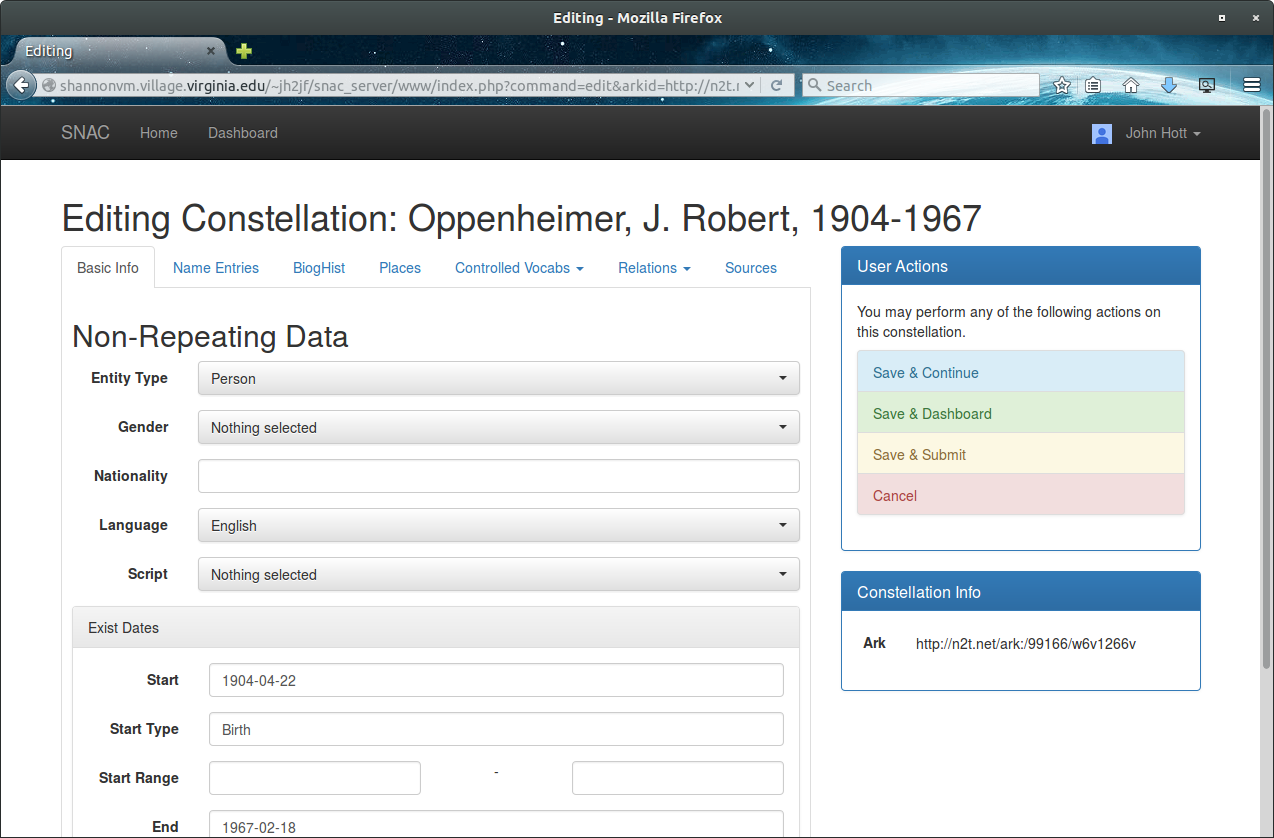 Editing - Mozilla Firefox
Editing
shannonvm.village.virginia.edu/~jh2jf/snac_server/www/index.php?command=edit&arkid=http://n2t.r
Search
SNAC Home Dashboard John Hott
Editing Constellation: Oppenheimer, J. Robert, 1904-1967
Basic Info Name Entries BiogHist Places Controlled Vocabs Relations Sources
Non-Repeating Data
Entity Type Person
Gender Nothing selected
Nationality
Language English
Script Nothing selected
Exist Dates
Start 1904-04-22
Start Type Birth
Start Range -
End 1967-02-18
User Actions
You may perform any of the following actions on
this constellation.
Save & Continue
Save & Dashboard
Save & Submit
Cancel
Constellation Info
Ark http://n2t.net/ark:/99166/w6v1266v